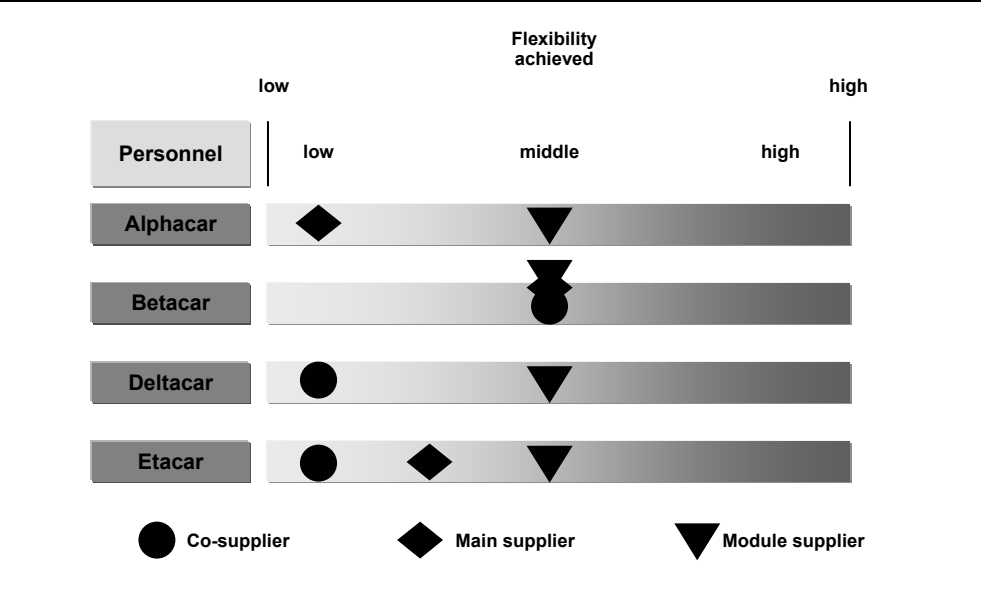 Flexibility
achieved
low
high
Personnel
low
middle
high
Alphacar
Betacar
Deltacar
Etacar
Co-supplier
Main supplier
Module supplier